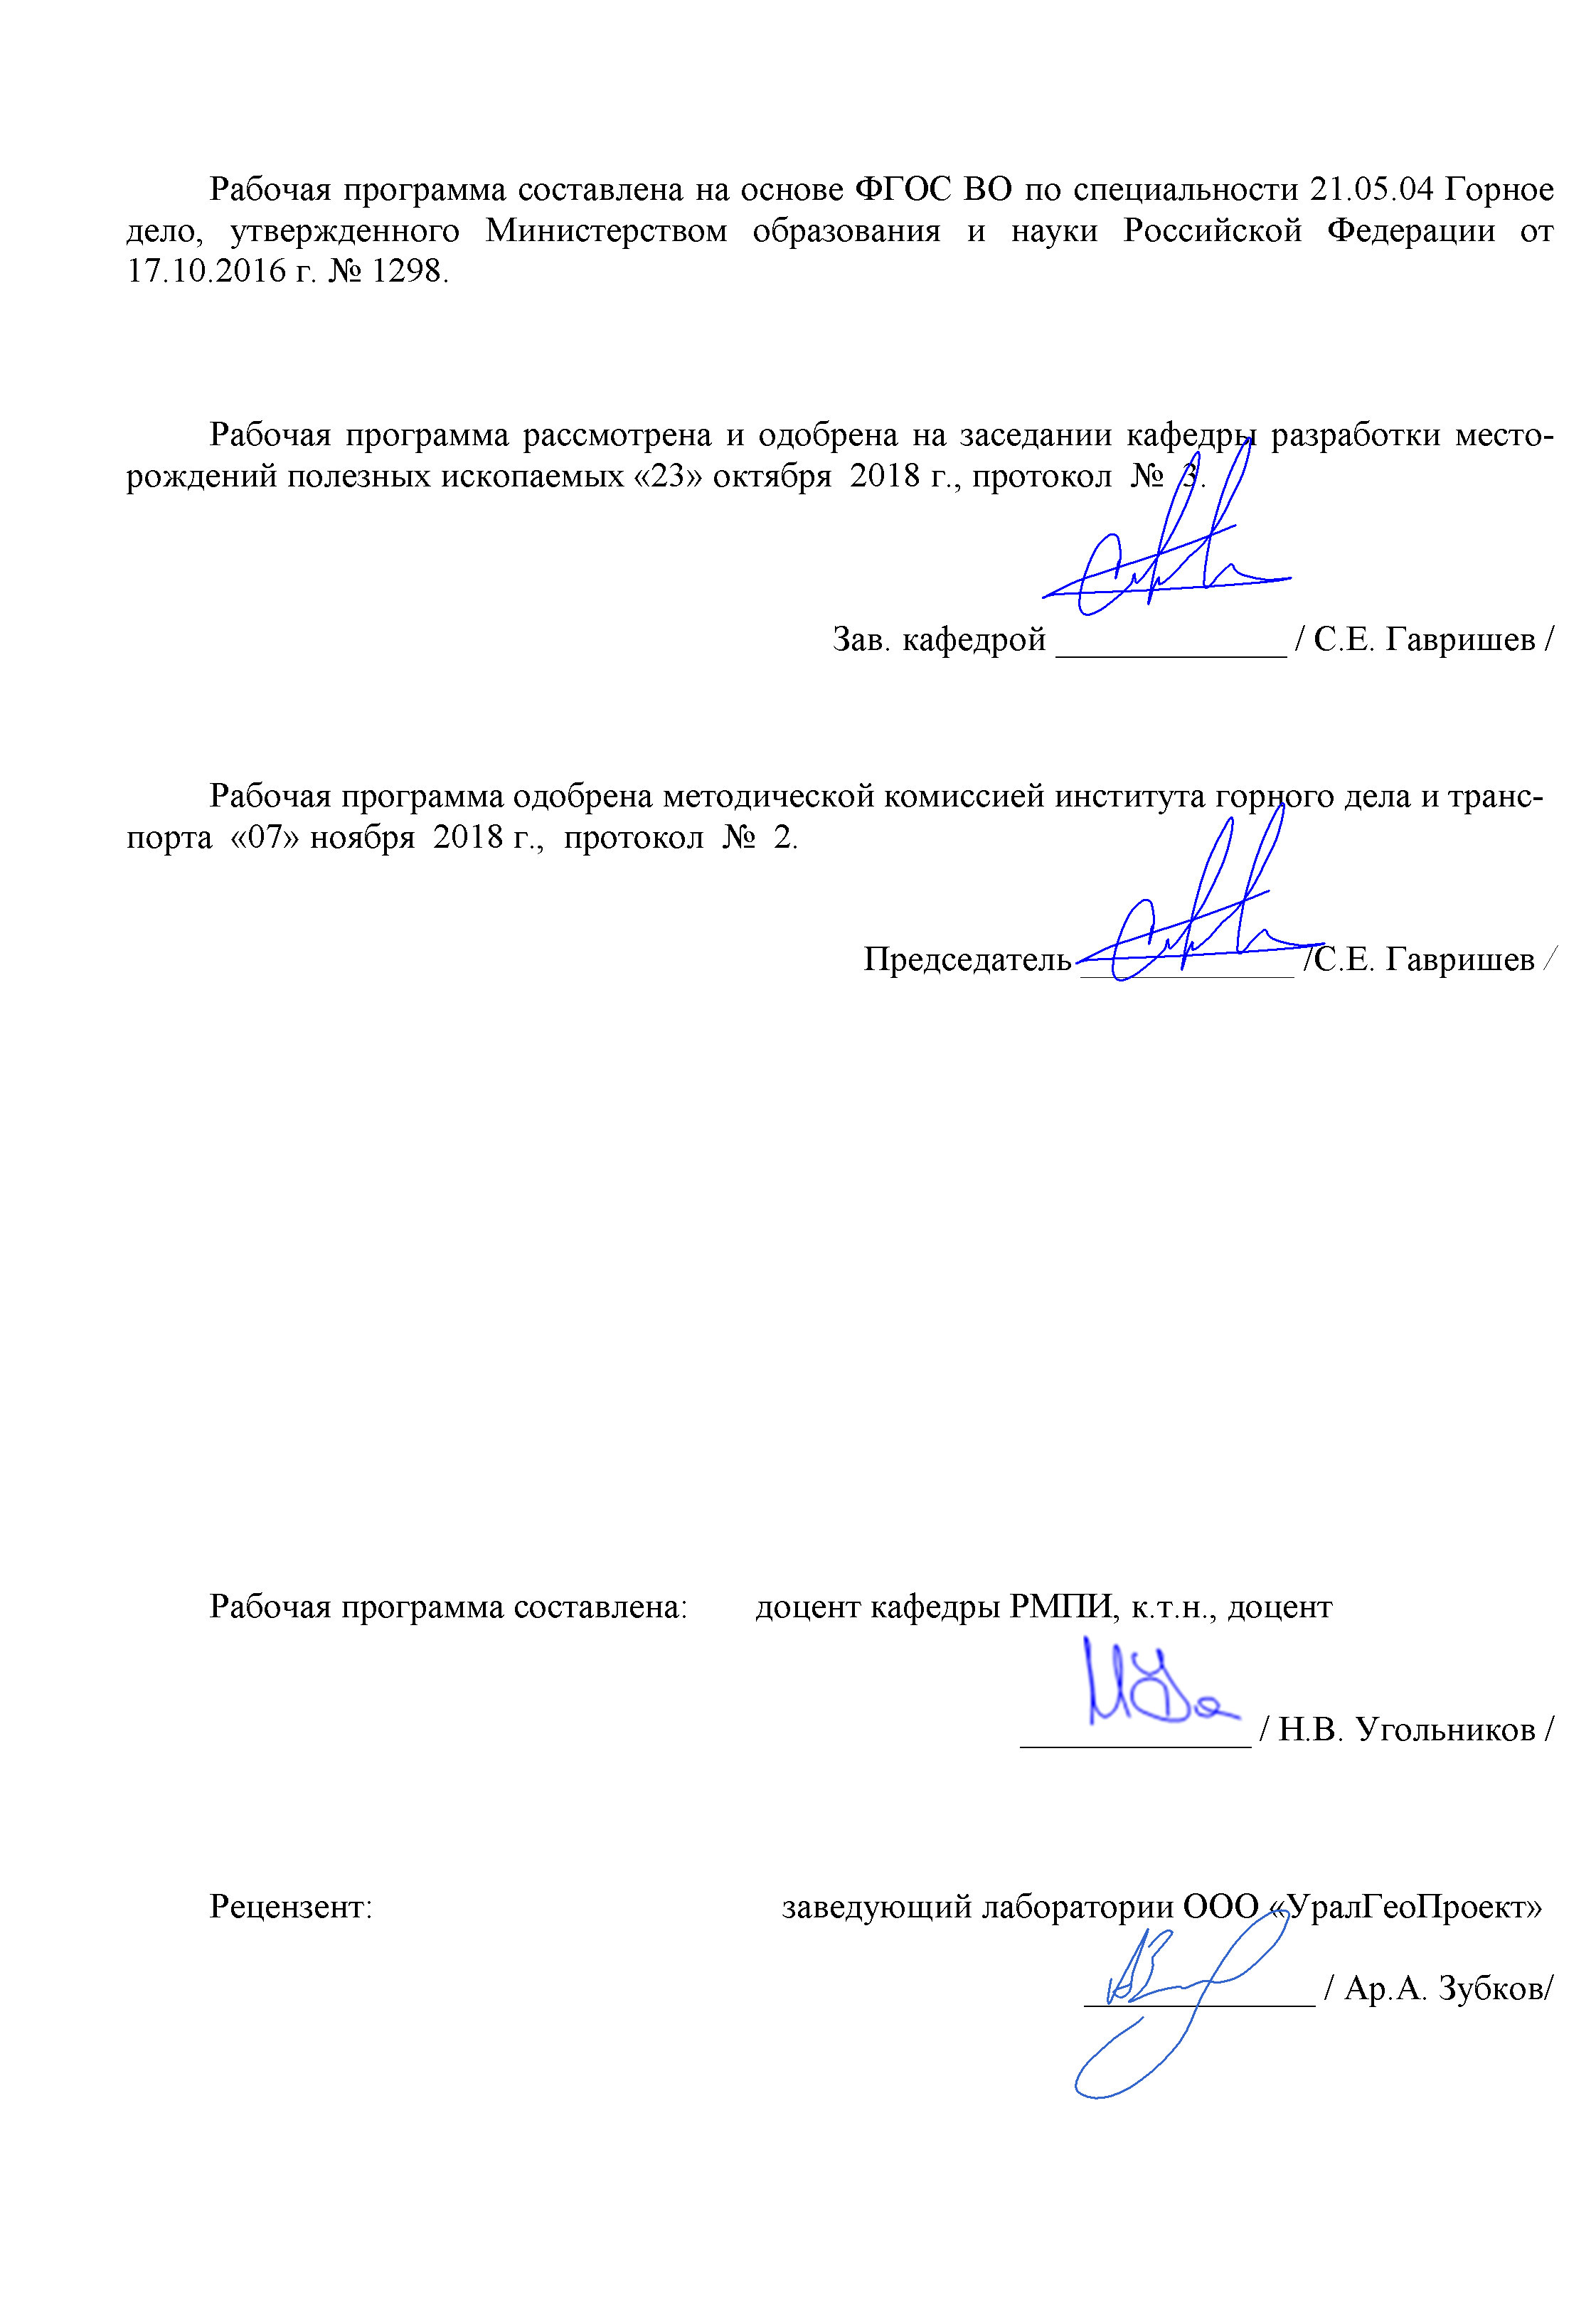 Рабочая программа составлена на основе ФГОС ВО по специальности 21.05.04 Горное
дело, утвержденного Министерством образования и науки Российской Федерации от
17.10.2016 г. № 1298.
Рабочая программа рассмотрена и одобрена на заседании кафедры разработки место-
рождений полезных ископаемых «23» октября 2018 г., протокол № 3.
Зав. кафедрой _____________ / С.Е. Гавришев /
Рабочая программа одобрена методической комиссией института горного дела и транс-
порта «07» ноября 2018 г., протокол № 2.
Председатель ____________ /С.Е. Гавришев /
Рабочая программа составлена: доцент кафедры РМПИ, к.т.н., доцент
_____________ / Н.В. Угольников /
Рецензент: заведующий лаборатории ООО «УралГеоПроект»
_____________ / Ар.А. Зубков/